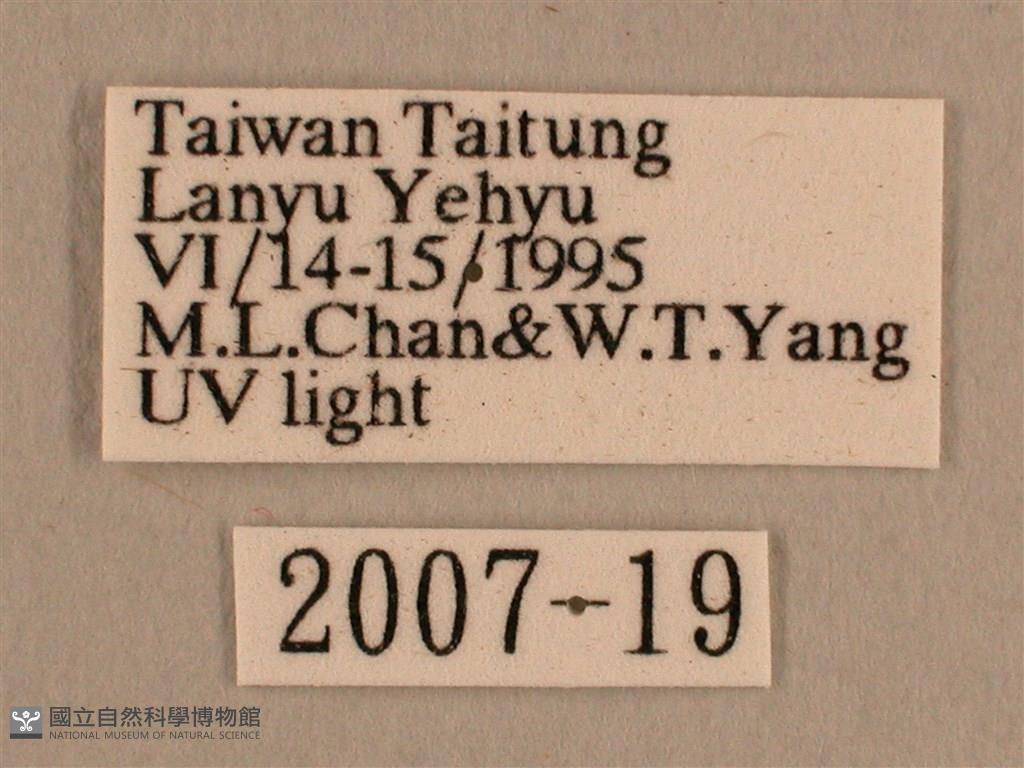 Taiwan Taitung
Lanyu Yehyu
VI/14-15/1995
M.L.Chan&W.T.Yang
UV light
2007-19
國立自然科學博物館
NATIONAL MUSEUM OF NATURAL SCIENCE